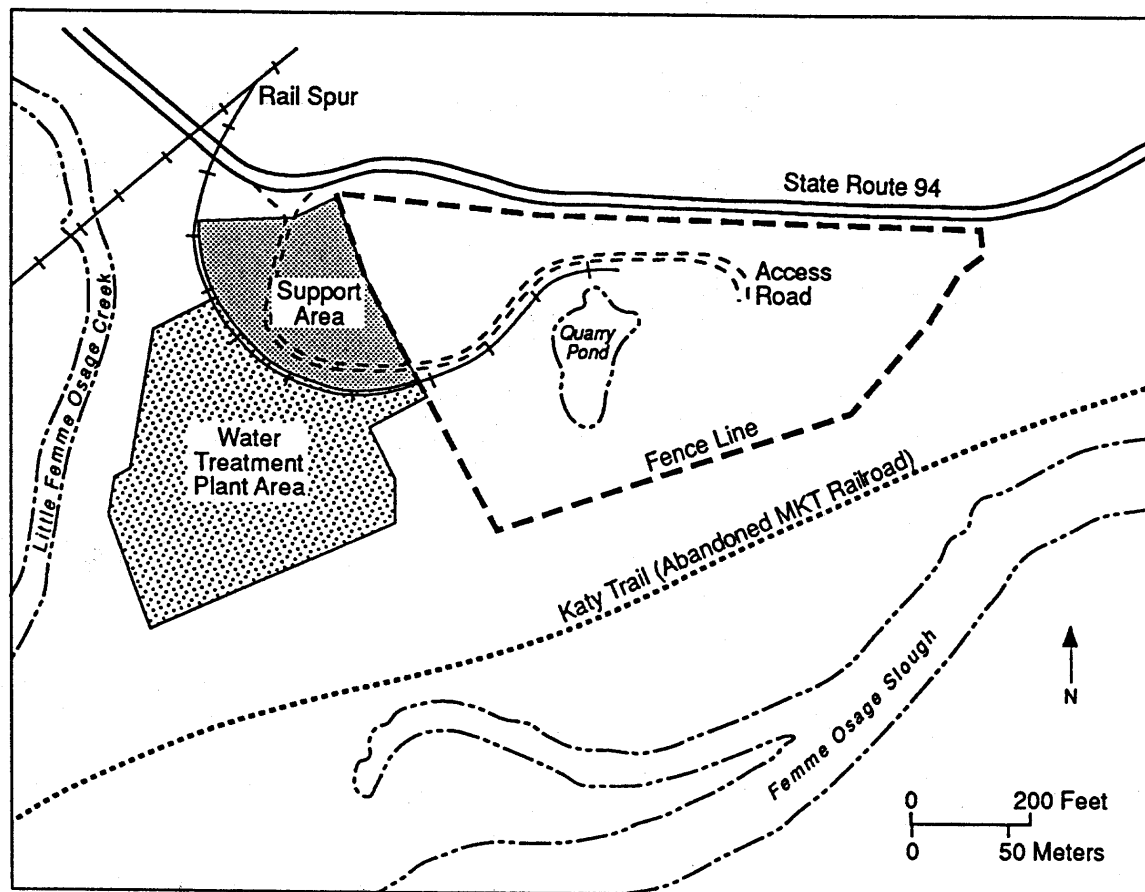 Rail Spur
State Route 94
Support
Area
Access
Road
Quarry
Pond
Little Femme Osage Creek
Water
Treatment
Plant Area
Fence Line
Katy Trail (Abandoned MKT Railroad)
Femme Osage Slough
N
0 200 Feet
0 50 Meters